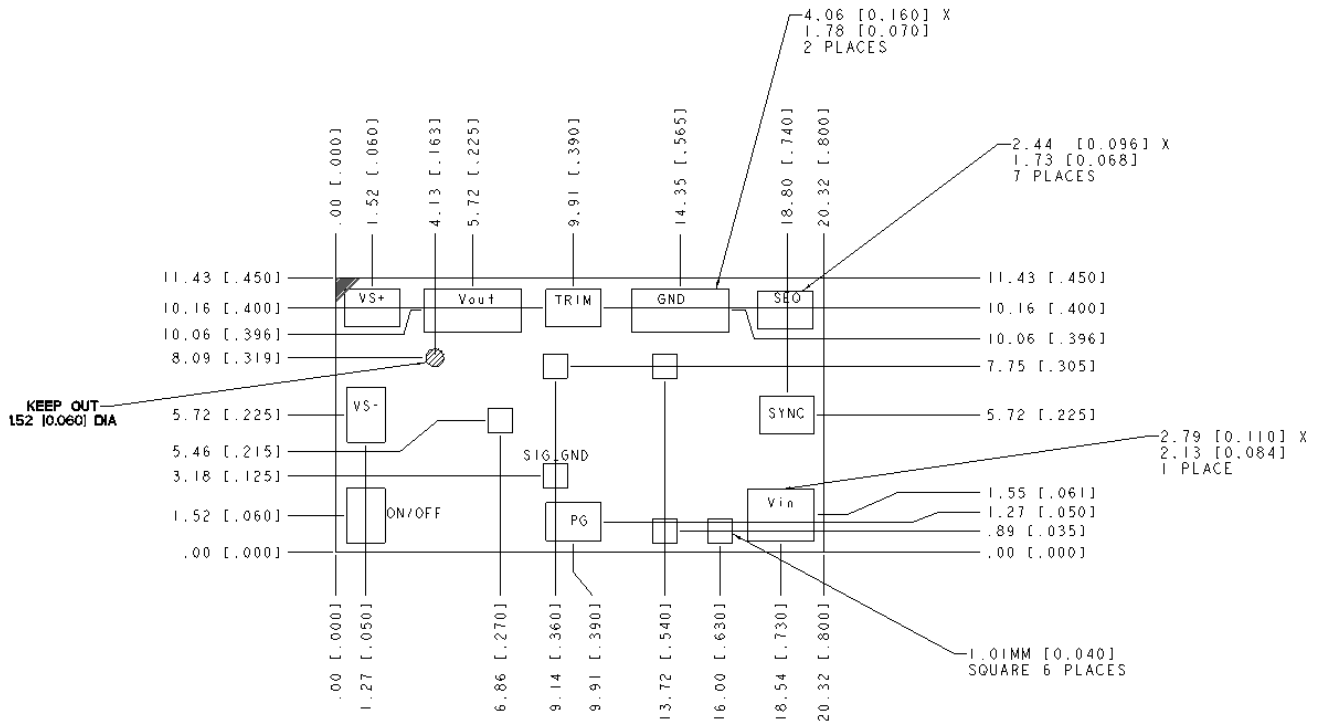 4.06 [0.160] X
1.78 [0.070]
2 PLACES
2.44 [0.096] X
1.73 [0.068]
7 PLACES
.00 [.000]
1.52 [.060]
4.13 [.163]
5.72 [.225]
9.91 [.390]
14.35 [.565]
18.80 [.740]
20.32 [.800]
11.43 [.450]
10.16 [.400]
10.06 [.396]
8.09 [.319]
KEEP OUT
1.52 [0.060] DIA
5.72 [.225]
5.46 [.215]
3.18 [.125]
1.52 [.060]
.00 [.000]
VS+
Vout
TRIM
GND
SEQ
VS-
SYNC
SIG_GND
ON/OFF
PG
Vin
11.43 [.450]
10.16 [.400]
10.06 [.396]
7.75 [.305]
5.72 [.225]
2.79 [0.110] X
2.13 [0.084]
1 PLACE
1.55 [.061]
1.27 [.050]
.89 [.035]
.00 [.000]
.00 [.000]
1.27 [.050]
6.86 [.270]
9.14 [.360]
9.91 [.390]
13.72 [.540]
16.00 [.630]
18.54 [.730]
20.32 [.800]
1.01MM [0.040]
SQUARE 6 PLACES